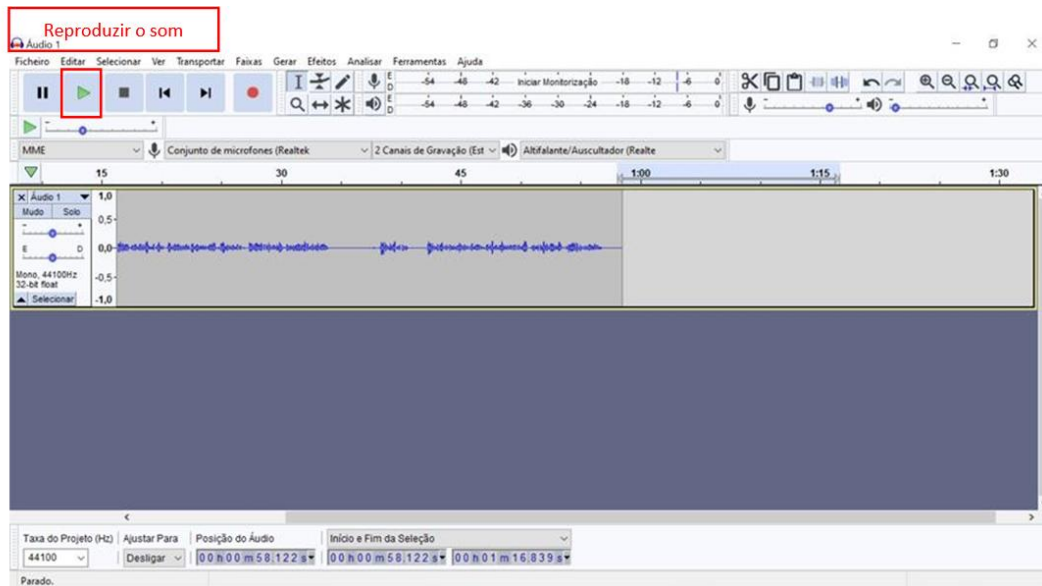 Reproduzir o som
Áudio 1
Ficheiro Editar Selecionar Ver Transportar Faixas Gerar Efeitos Analisar Ferramentas Ajuda
E D -54 -48 -42 Iniciar Monitorização -18 -12 -6 0
E D -54 -48 -42 -36 -30 -24 -18 -12 -6 0
MME Conjunto de microfones (Realtek 2 Canais de Gravação (Est Altifalante/Auscultador (Realte
15 30 45 1:00 1:15 1:30
X Áudio 1 1,0
Mudo Solo
0,5
E D 0,0
Mono, 44100Hz
32-bit float
-0,5
Selecionar -1,0
Taxa do Projeto (Hz) Ajustar Para Posição do Áudio Início e Fim da Seleção
44100 Desligar 00 h 00 m 58,122 s 00 h 00 m 58,122 s 00 h 01 m 16,839 s
Parado.